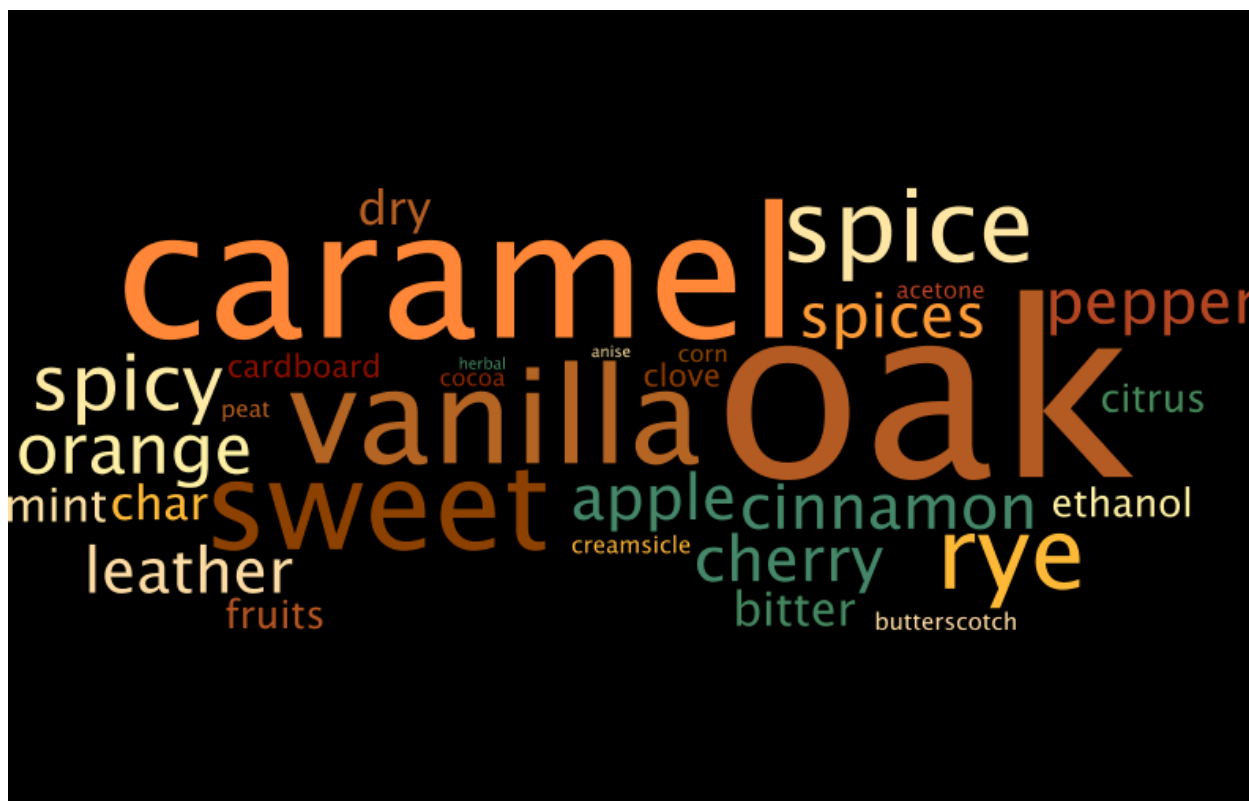 dry
caramel
spice
acetone
spices
pepper
oak
anise
corn
herbal
cardboard
cocoa
clove
spicy
peat
vanilla
citrus
orange
mint
char
sweet
apple
cinnamon
ethanol
creamsicle
leather
cherry
rye
fruits
bitter
butterscotch